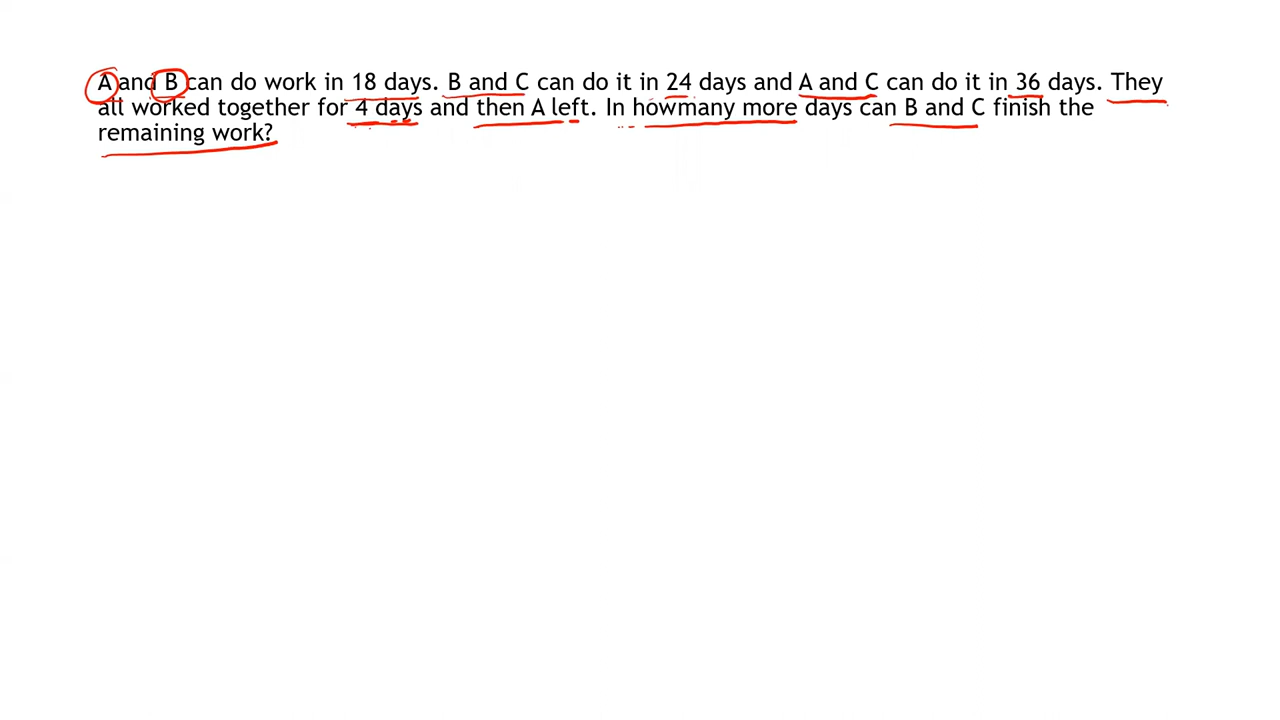 A and B can do work in 18 days. B and C can do it in 24 days and A and C can do it in 36 days. They
all worked together for 4 days and then A left. In howmany more days can B and C finish the
remaining work?